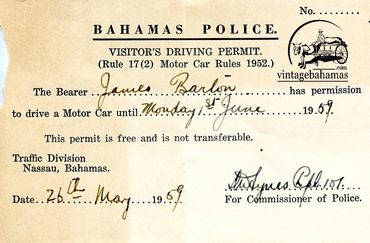 No.........
BAHAMAS POLICE.
VISITOR'S DRIVING PERMIT.
(Rule 17(2) Motor Car Rules 1952.)
vintagebahamas
.com
The Bearer James Barton has permission
to drive a Motor Car until Monday 1st June 1959.
This permit is free and is not transferable.
Traffic Division
Nassau, Bahamas.
Date 26th May 1959
Cpl 101.
For Commissioner of Police.